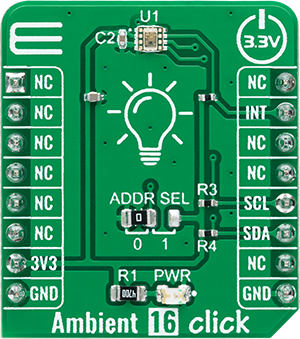 U1
C2
3.3V
NC NC
NC INT
NC NC
NC NC
ADDR SEL
R3
NC SCL
0 1
R4
NC SDA
3V3 NC
R1 PWR
GND GND
4700
Ambient 16 click